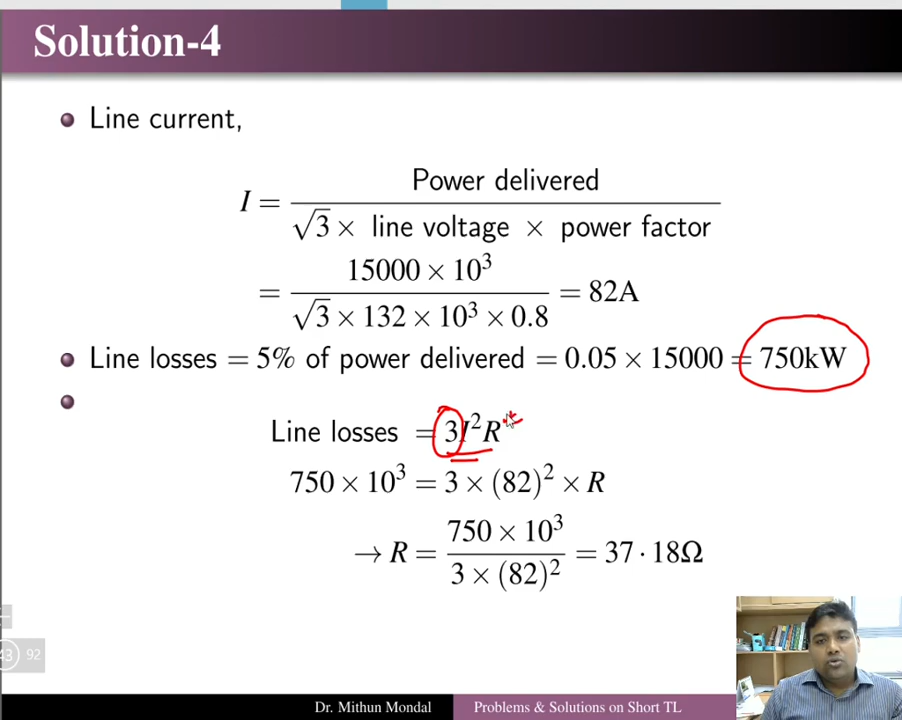 Solution-4
Line current,
I = Power delivered / √3 × line voltage × power factor
= 15000 × 10³ / √3 × 132 × 10³ × 0.8 = 82A
Line losses = 5% of power delivered = 0.05 × 15000 = 750kW
Line losses = 3I²R
750 × 10³ = 3 × (82)² × R
→ R = 750 × 10³ / 3 × (82)² = 37·18Ω
43 92
Dr. Mithun Mondal Problems & Solutions on Short TL